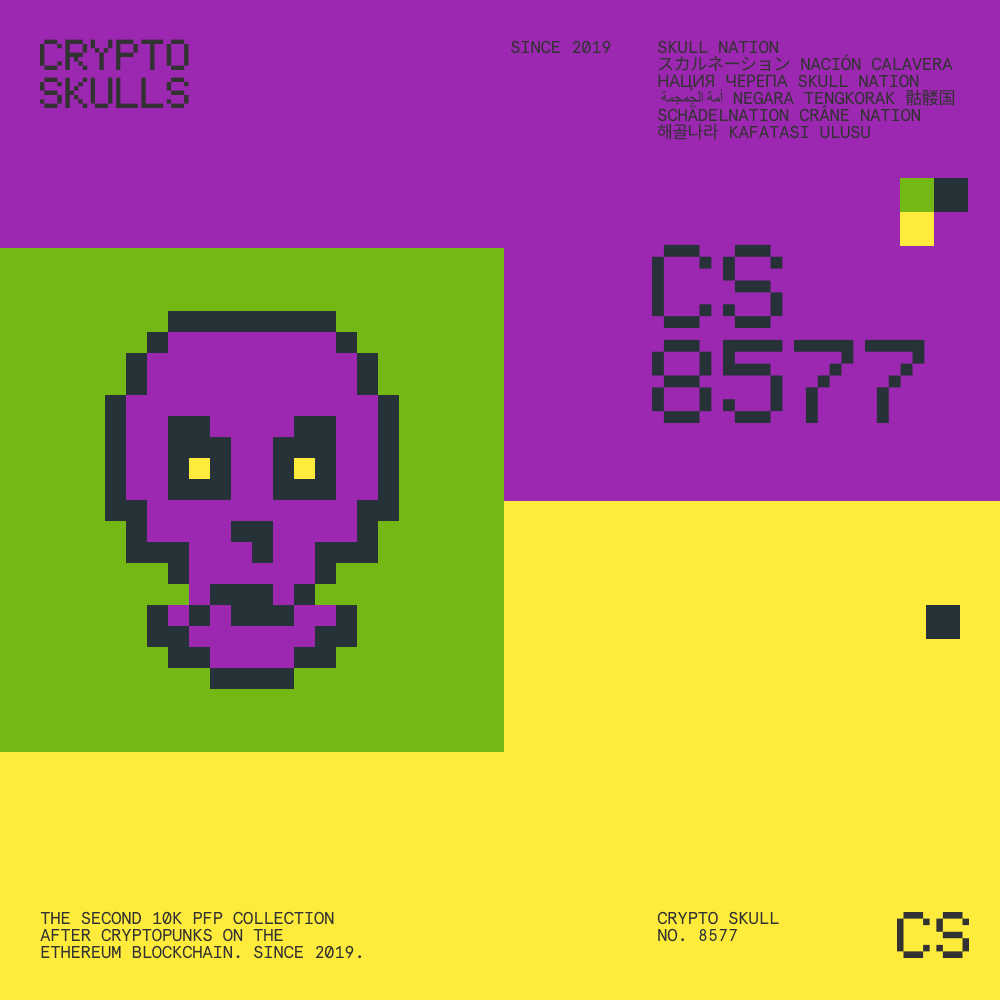 CRYPTO
SKULLS
SINCE 2019
SKULL NATION
スカルネーション NACIÓN CALAVERA
НАЦИЯ ЧЕРЕПА SKULL NATION
أمة الجمجمة NEGARA TENGKORAK 骷髅国
SCHÄDELNATION CRÂNE NATION
해골나라 KAFATASI ULUSU
CS
8577
THE SECOND 10K PFP COLLECTION
AFTER CRYPTOPUNKS ON THE
ETHEREUM BLOCKCHAIN. SINCE 2019.
CRYPTO SKULL
NO. 8577
CS